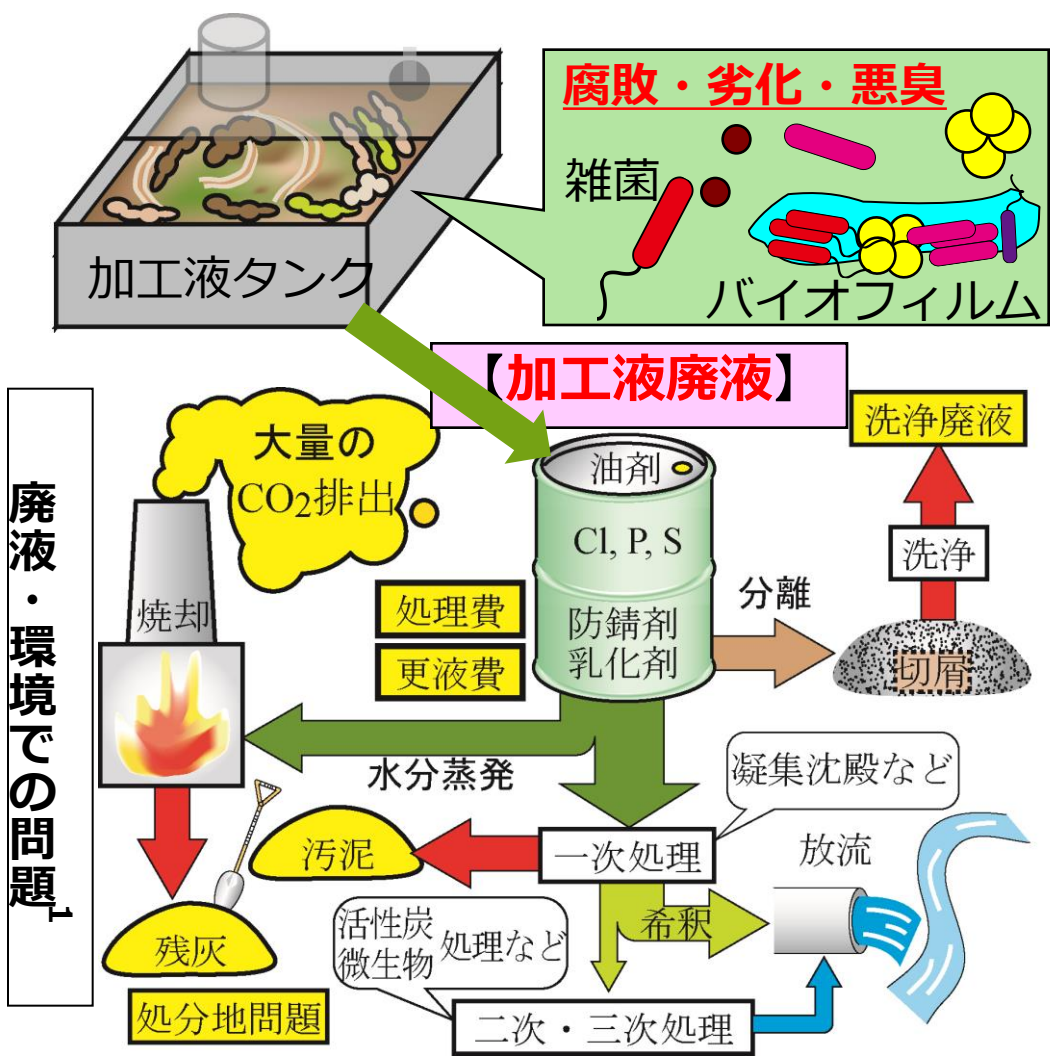 腐敗・劣化・悪臭
雑菌
バイオフィルム
加工液タンク
【加工液廃液】
廃液・環境での問題1
大量の
CO2排出
焼却
油剤
Cl, P, S
防錆剤
乳化剤
処理費
更液費
分離
洗浄廃液
洗浄
切屑
水分蒸発
凝集沈殿など
汚泥
一次処理
放流
希釈
残灰
活性炭
微生物
処理など
処分地問題
二次・三次処理